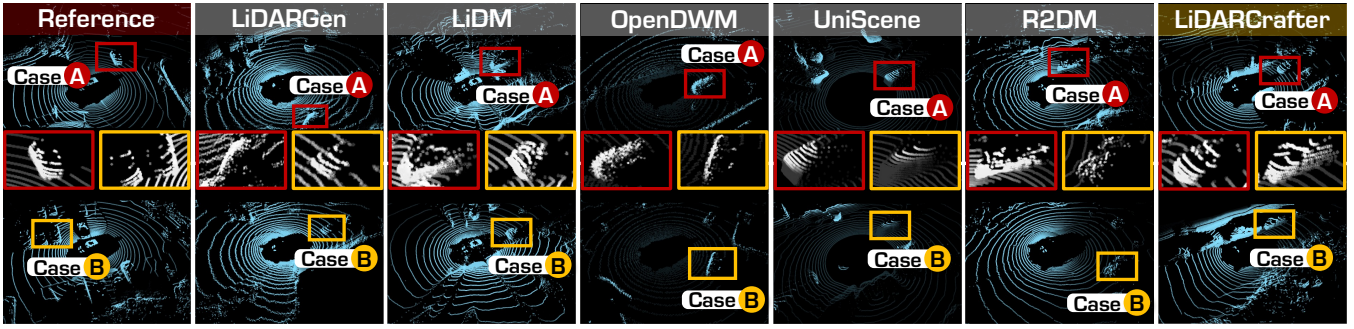 Reference LiDARGen LiDM OpenDWM UniScene R2DM LiDARCrafter
Case A Case A Case A Case A Case A Case A Case A
Case B Case B Case B Case B Case B Case B Case B